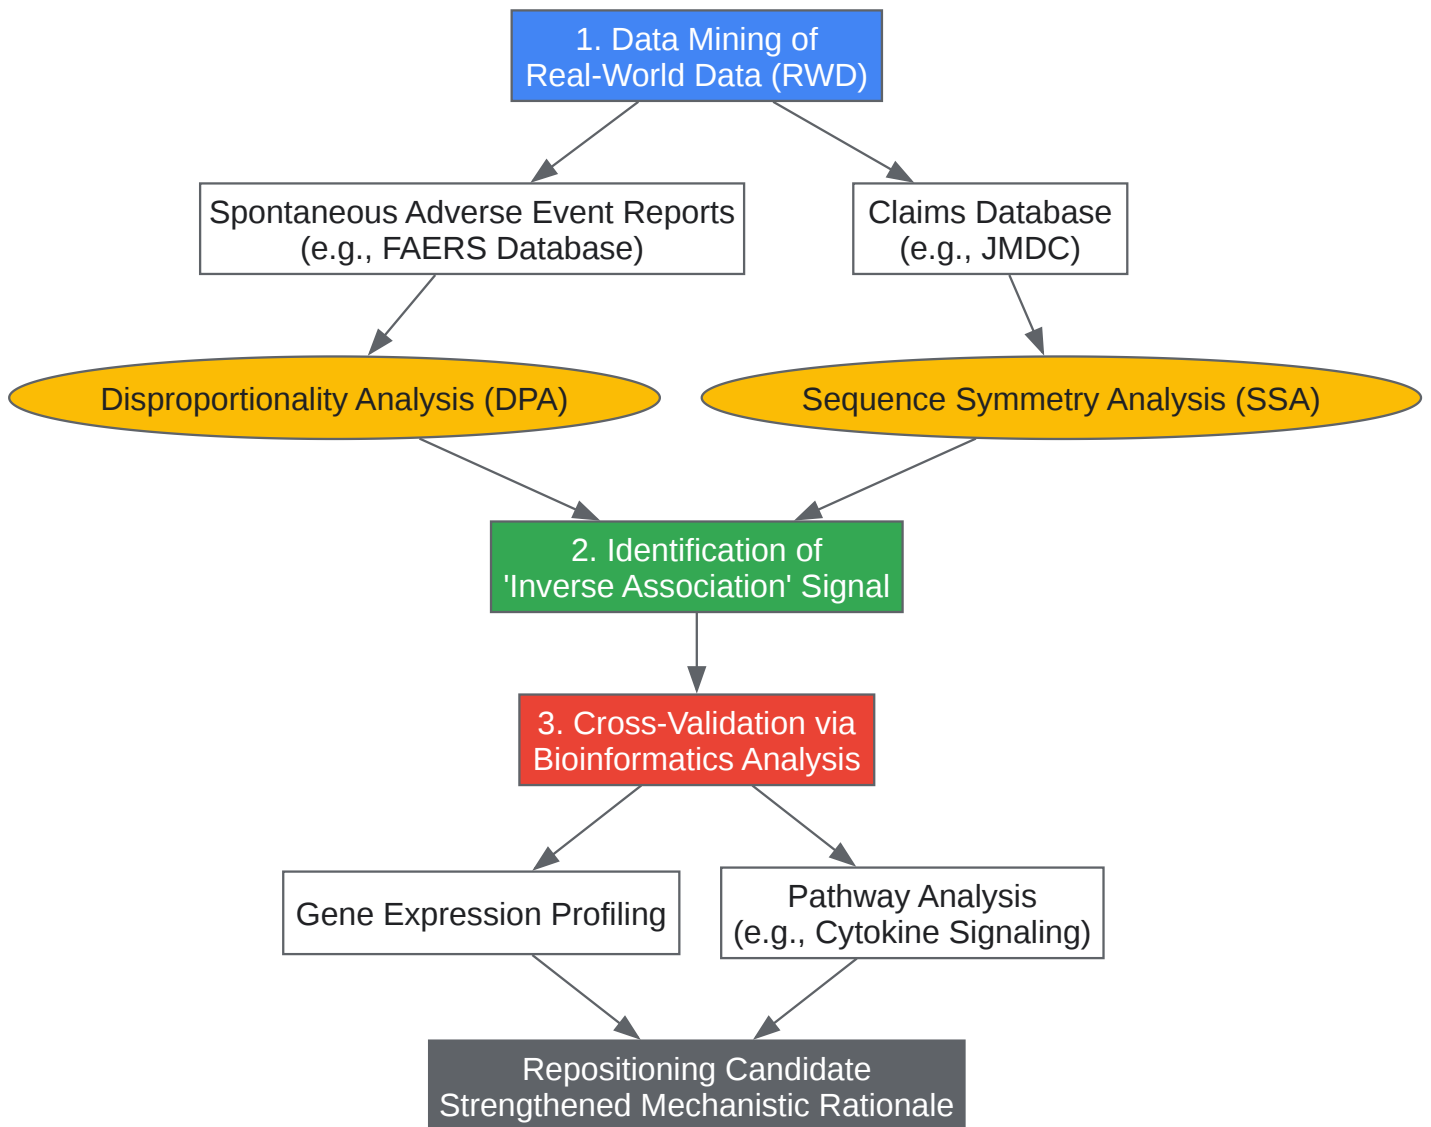 1. Data Mining of
Real-World Data (RWD)
Spontaneous Adverse Event Reports
(e.g., FAERS Database)
Claims Database
(e.g., JMDC)
Disproportionality Analysis (DPA)
Sequence Symmetry Analysis (SSA)
2. Identification of
'Inverse Association' Signal
3. Cross-Validation via
Bioinformatics Analysis
Gene Expression Profiling
Pathway Analysis
(e.g., Cytokine Signaling)
Repositioning Candidate
Strengthened Mechanistic Rationale